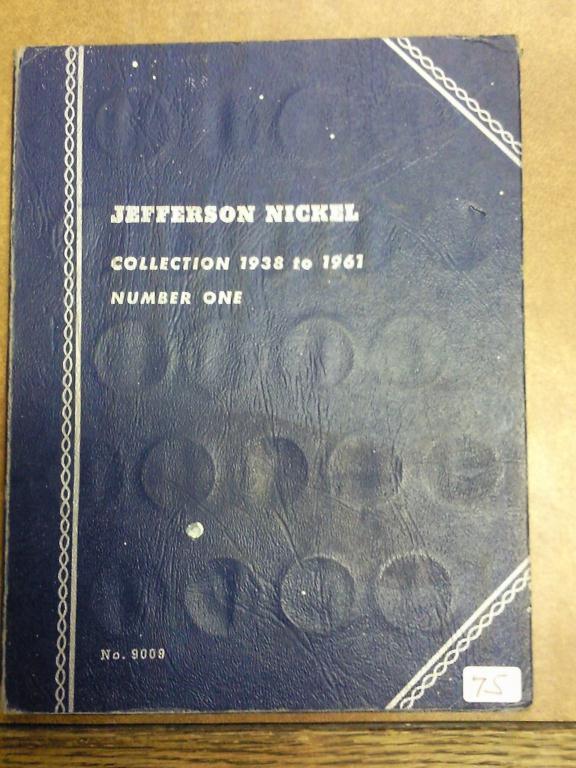 JEFFERSON NICKEL
COLLECTION 1938 to 1961
NUMBER ONE
No. 9009
75